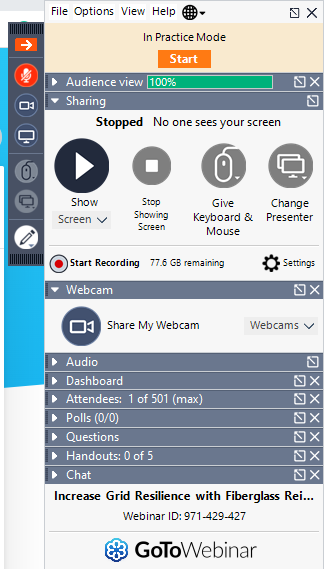 File Options View Help
In Practice Mode
Start
Audience view 100%
Sharing
Stopped No one sees your screen
Show
Screen
Stop
Showing
Screen
Give
Keyboard &
Mouse
Change
Presenter
Start Recording 77.6 GB remaining
Settings
Webcam
Share My Webcam
Webcams
Audio
Dashboard
Attendees: 1 of 501 (max)
Polls (0/0)
Questions
Handouts: 0 of 5
Chat
Increase Grid Resilience with Fiberglass Rei...
Webinar ID: 971-429-427
GoToWebinar